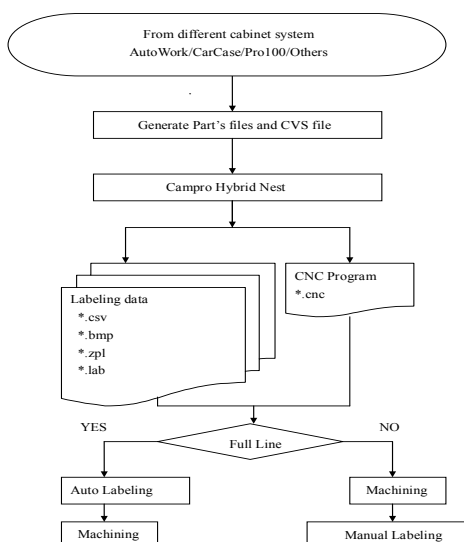 From different cabinet system
AutoWork/CarCase/Pro100/Others
Generate Part's files and CVS file
Campro Hybrid Nest
Labeling data
*.csv
*.bmp
*.zpl
*.lab
CNC Program
*.cnc
YES
Full Line
NO
Auto Labeling
Machining
Machining
Manual Labeling